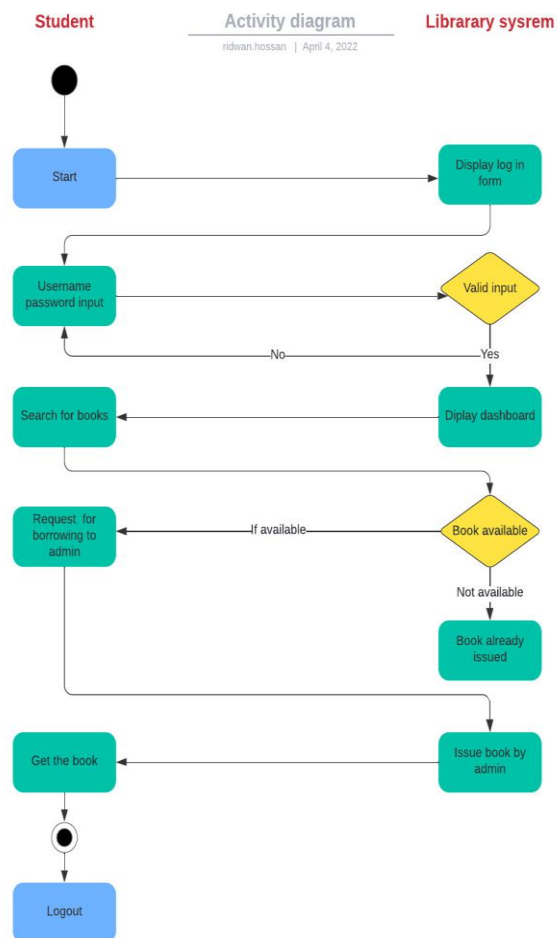 Student
Activity diagram
Librarary sysrem
ridwan.hossan | April 4, 2022
Start
Display log in
form
Username
password input
Valid input
No
Yes
Search for books
Diplay dashboard
Request for
borrowing to
admin
If available
Book available
Not available
Book already
issued
Get the book
Issue book by
admin
Logout